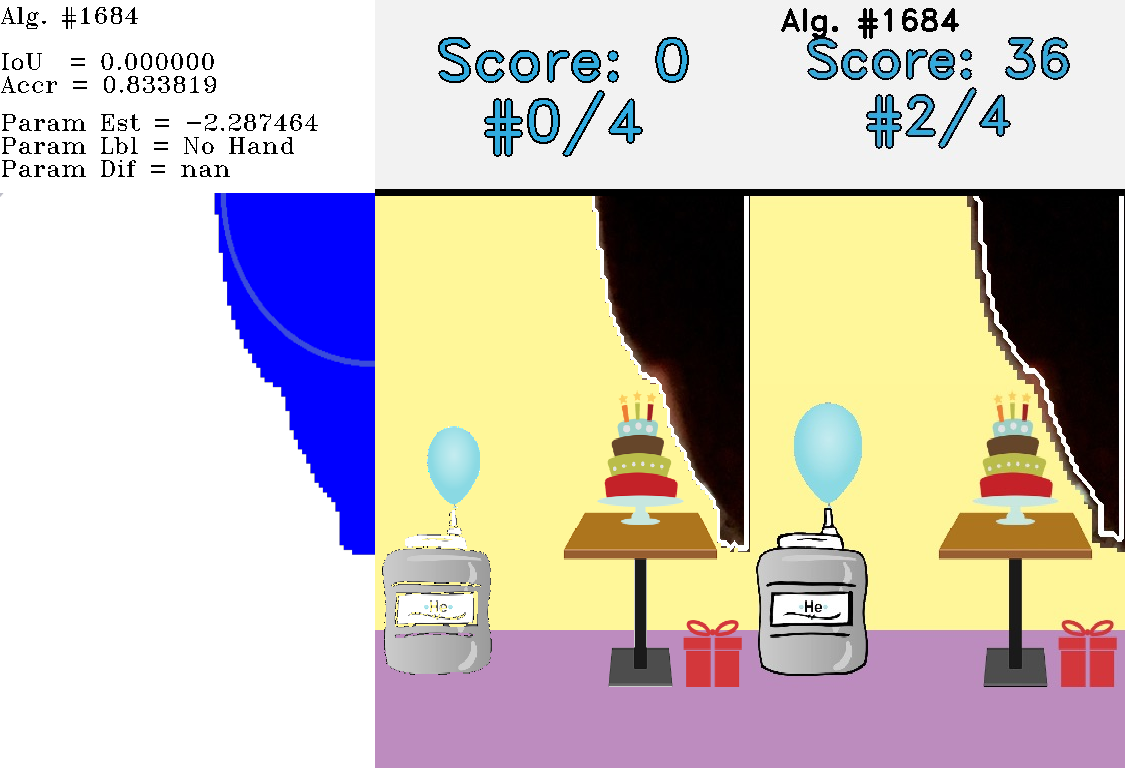 Alg. #1684
IoU = 0.000000
Accr = 0.833819
Param Est = -2.287464
Param Lbl = No Hand
Param Dif = nan
Score: 0
#0/4
Alg. #1684
Score: 36
#2/4
He
He